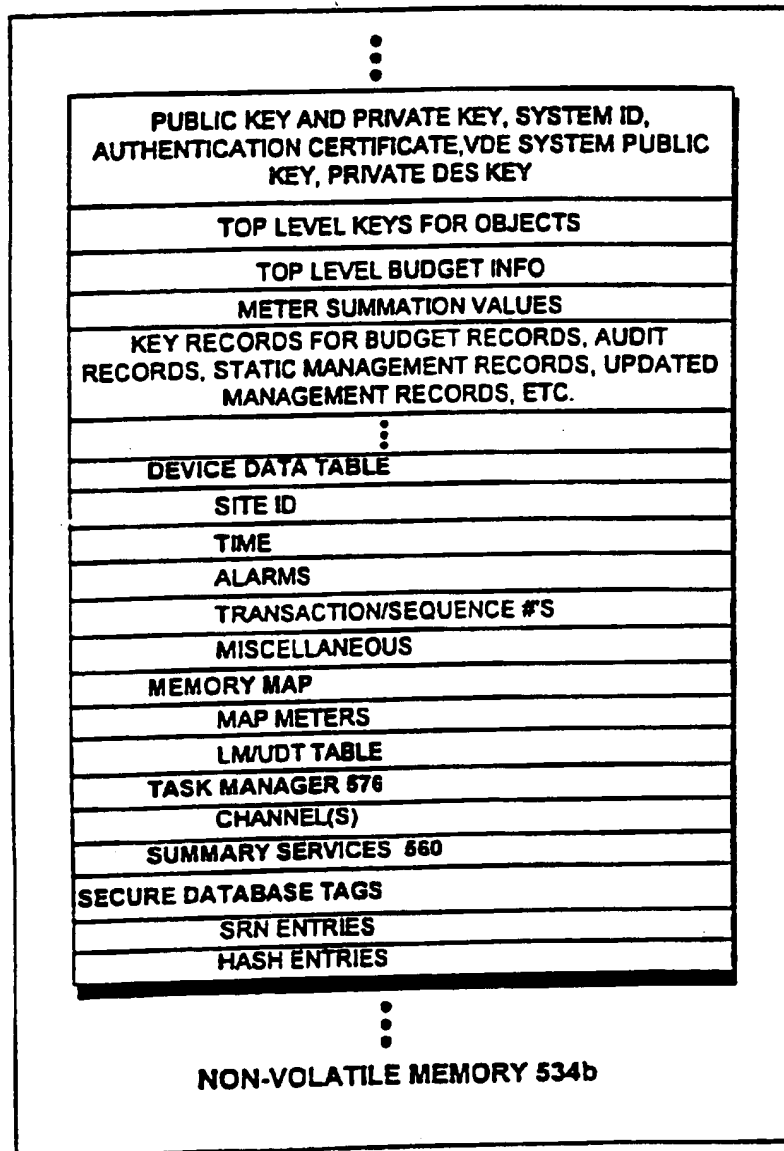 PUBLIC KEY AND PRIVATE KEY, SYSTEM ID,
AUTHENTICATION CERTIFICATE,VDE SYSTEM PUBLIC
KEY, PRIVATE DES KEY
TOP LEVEL KEYS FOR OBJECTS
TOP LEVEL BUDGET INFO
METER SUMMATION VALUES
KEY RECORDS FOR BUDGET RECORDS, AUDIT
RECORDS, STATIC MANAGEMENT RECORDS, UPDATED
MANAGEMENT RECORDS, ETC.
DEVICE DATA TABLE
SITE ID
TIME
ALARMS
TRANSACTION/SEQUENCE #'S
MISCELLANEOUS
MEMORY MAP
MAP METERS
LM/UDT TABLE
TASK MANAGER 576
CHANNEL(S)
SUMMARY SERVICES 560
SECURE DATABASE TAGS
SRN ENTRIES
HASH ENTRIES
NON-VOLATILE MEMORY 534b